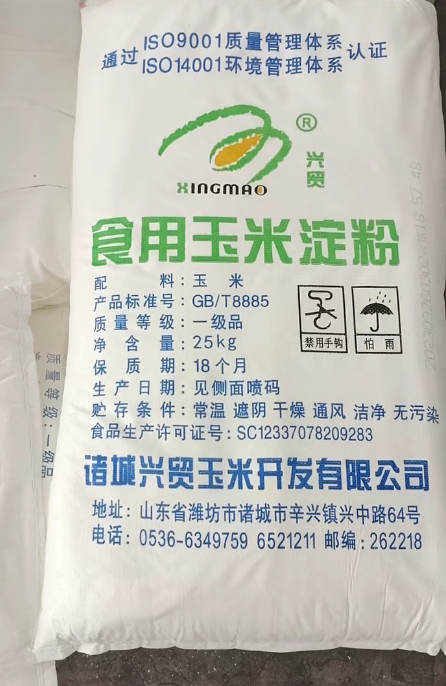 通过 ISO9001质量管理体系 认证
ISO14001环境管理体系
®
兴贸
XINGMAO
食用玉米淀粉
配 料：玉 米
产品标准号：GB/T8885
质量等级：一级品
净 含 量：25kg
保 质 期：18个月
生产日期：见侧面喷码
贮存条件：常温 遮阴 干燥 通风 洁净 无污染
食品生产许可证号：SC12337078209283
禁用手钩
怕雨
诸城兴贸玉米开发有限公司
地址：山东省潍坊市诸城市辛兴镇兴中路64号
电话：0536-6349759 6521211 邮编：262218
质量等级：一级品